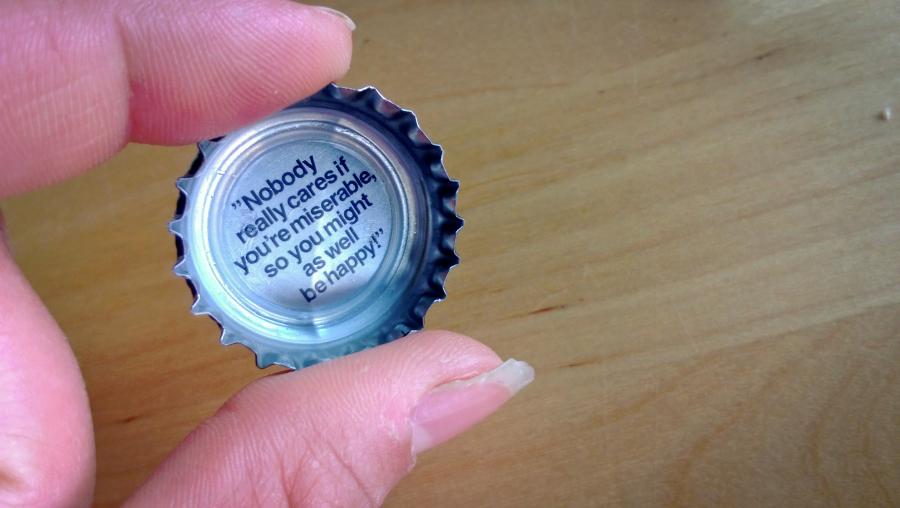 ”Nobody
really cares if
you're miserable,
so you might
as well
be happy!”